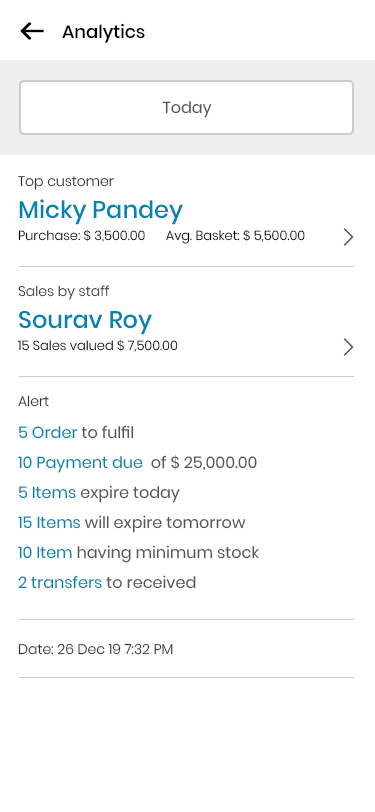 Analytics
Today
Top customer
Micky Pandey
Purchase: $ 3,500.00 Avg. Basket: $ 5,500.00
Sales by staff
Sourav Roy
15 Sales valued $ 7,500.00
Alert
5 Order to fulfil
10 Payment due of $ 25,000.00
5 Items expire today
15 Items will expire tomorrow
10 Item having minimum stock
2 transfers to received
Date: 26 Dec 19 7:32 PM